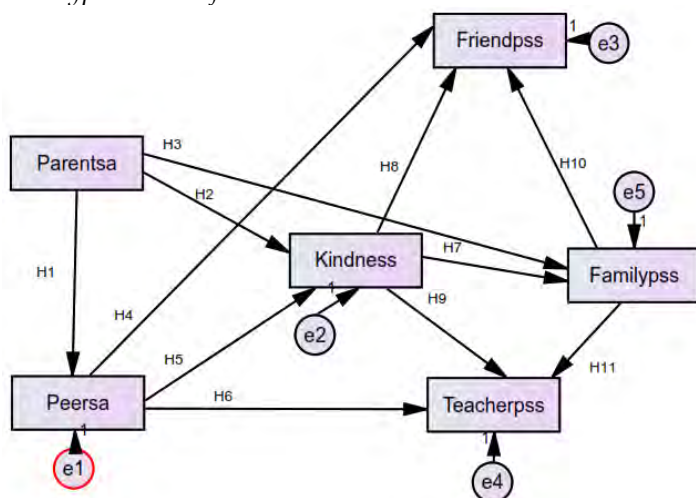 Friendpss
1
e3
Parentsa
H3
H8
H10
H2
e5
1
Kindness
H7
Familypss
H1
H4
1
H9
e2
H5
H11
Peersa
H6
Teacherpss
1
1
e1
e4